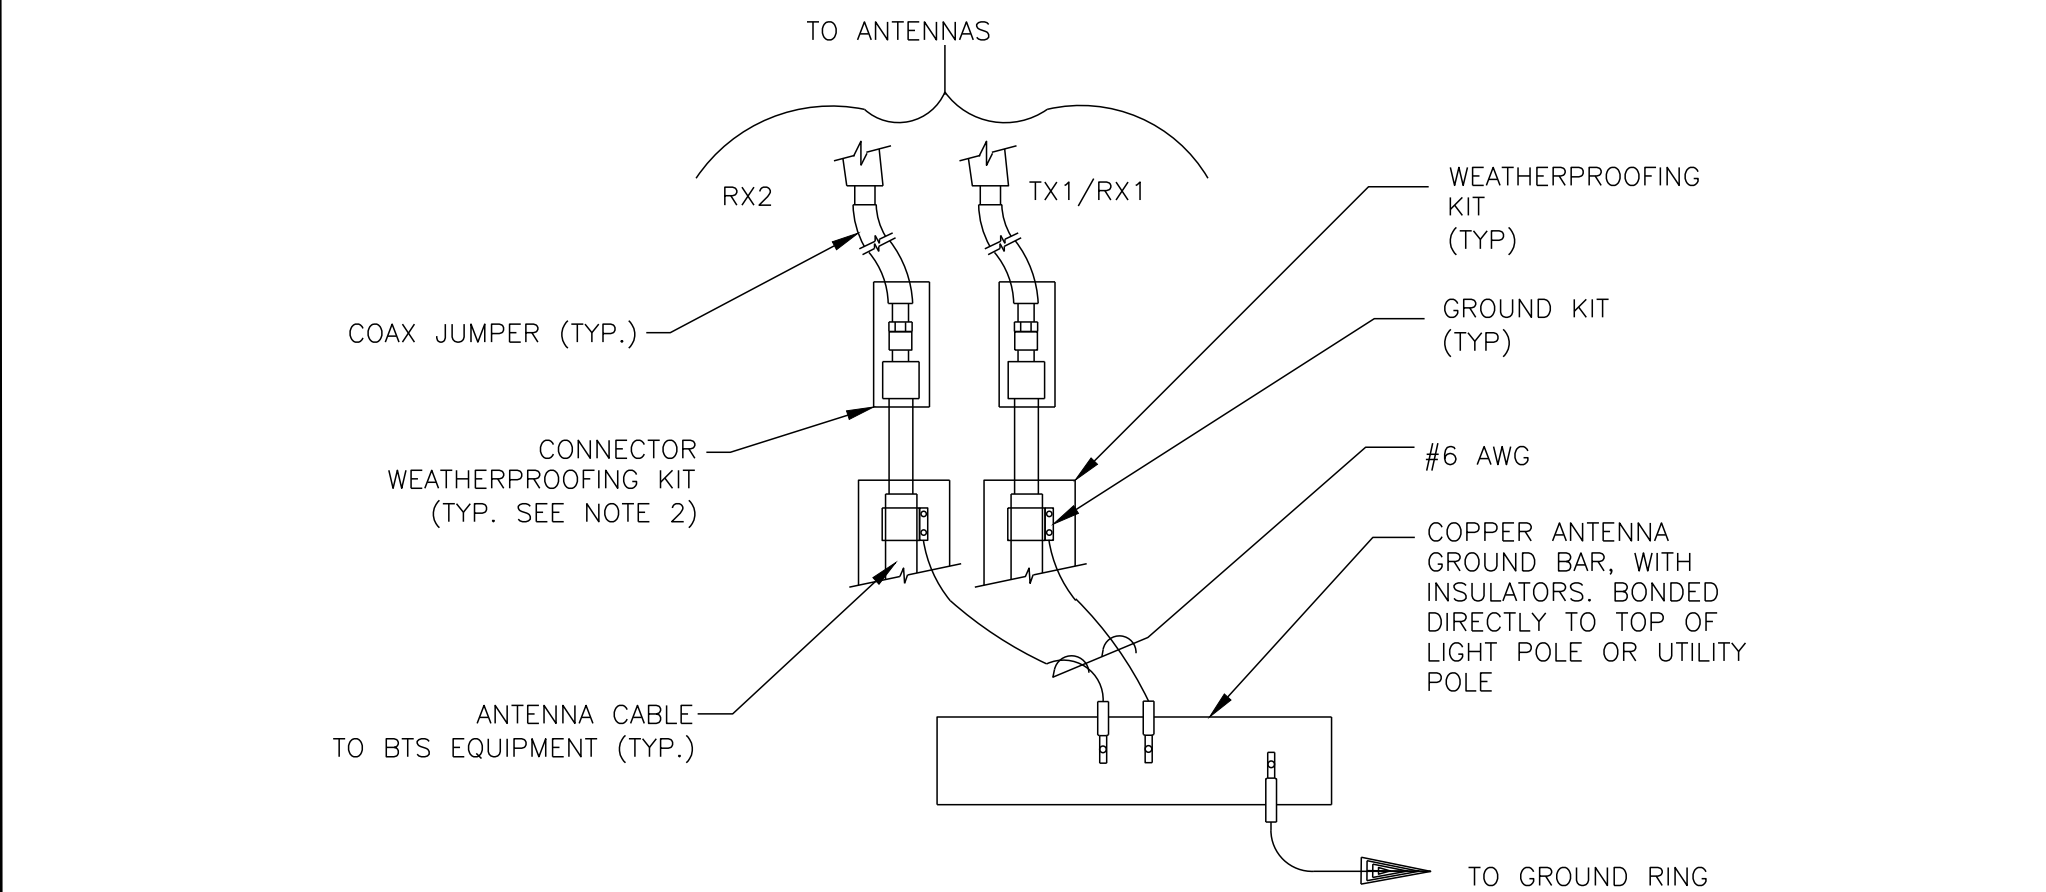 TO ANTENNAS
RX2
TX1/RX1
WEATHERPROOFING
KIT
(TYP)
GROUND KIT
(TYP)
COAX JUMPER (TYP.)
CONNECTOR
WEATHERPROOFING KIT
(TYP. SEE NOTE 2)
#6 AWG
COPPER ANTENNA
GROUND BAR, WITH
INSULATORS. BONDED
DIRECTLY TO TOP OF
LIGHT POLE OR UTILITY
POLE
ANTENNA CABLE
TO BTS EQUIPMENT (TYP.)
TO GROUND RING